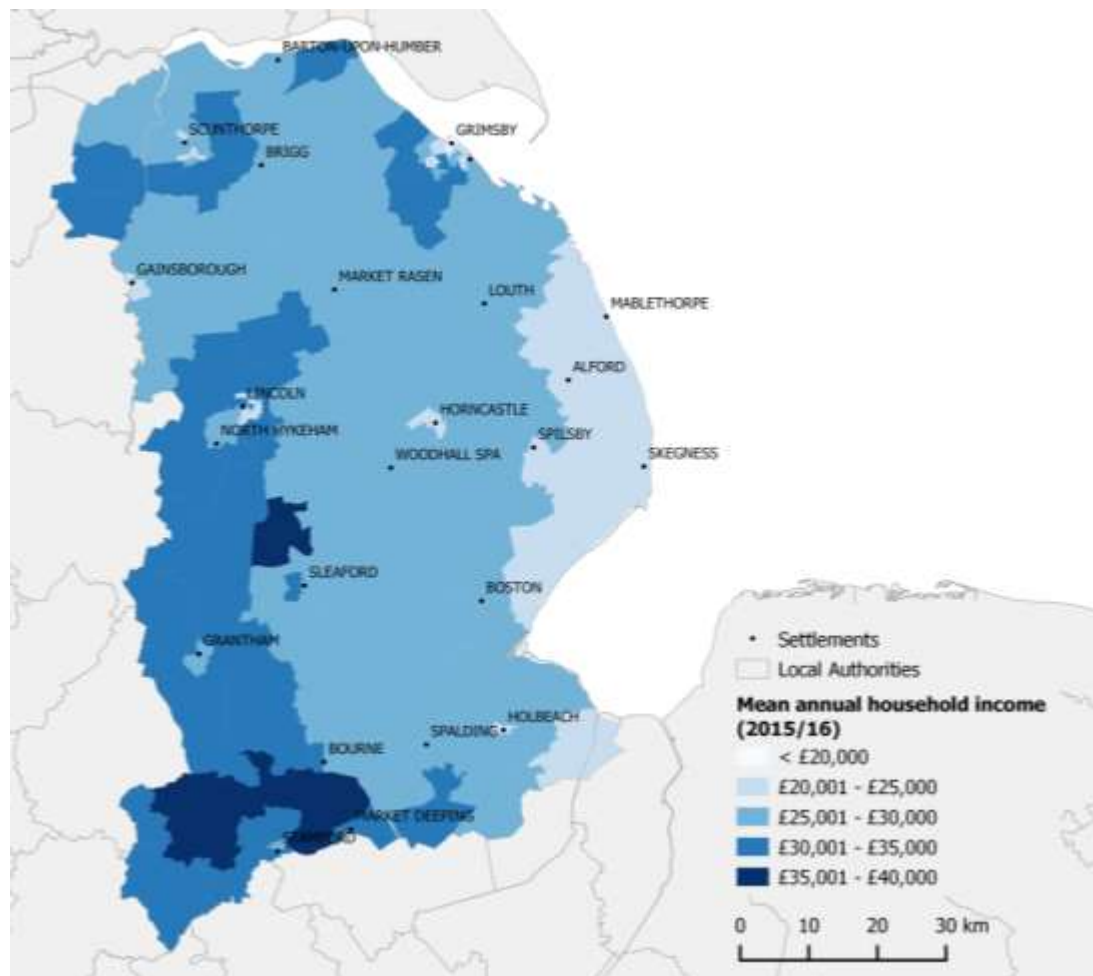 BARTON-UPON-HUMBER
SCUNTHORPE
GRIMSBY
BRIGG
GAINSBOROUGH
MARKET RASEN
LOUTH
MABLETHORPE
ALFORD
LINCOLN
HORNCASTLE
NORTH HYKEHAM
SPILSBY
WOODHALL SPA
SKEGNESS
SLEAFORD
BOSTON
GRANTHAM
HOLBEACH
SPALDING
BOURNE
MARKET DEEPING
STAMFORD
Settlements
Local Authorities
Mean annual household income
(2015/16)
< £20,000
£20,001 - £25,000
£25,001 - £30,000
£30,001 - £35,000
£35,001 - £40,000
0 10 20 30 km